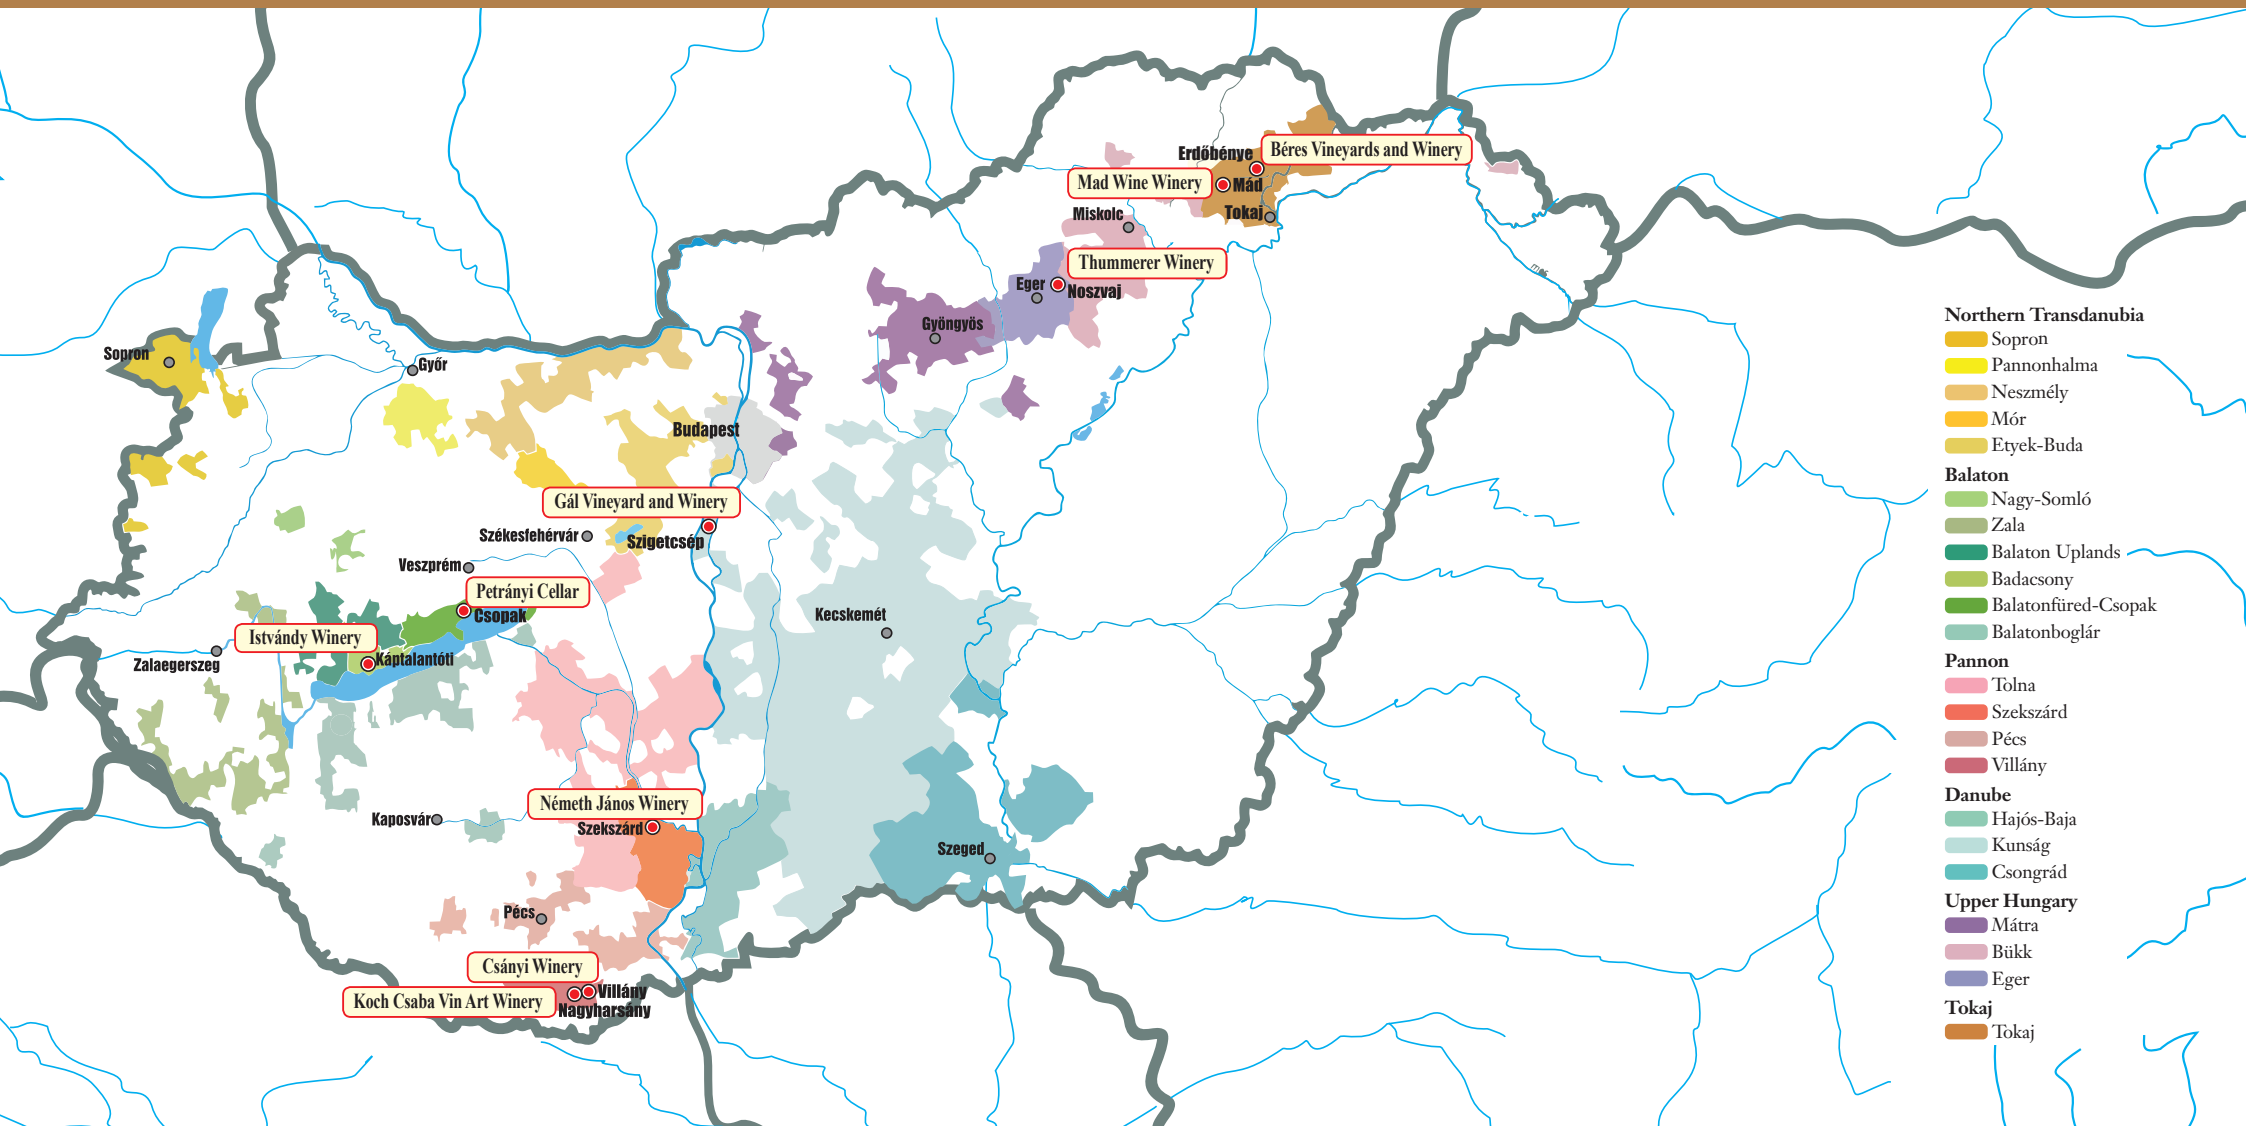 Erdőbénye
Béres Vineyards and Winery
Mad Wine Winery
Mád
Tokaj
Miskolc
Thummerer Winery
Eger
Noszvaj
Gyöngyös
Sopron
Győr
Budapest
Gál Vineyard and Winery
Székesfehérvár
Szigetcsép
Veszprém
Petrányi Cellar
Csopak
Kecskemét
Istvándy Winery
Káptalantóti
Zalaegerszeg
Németh János Winery
Kaposvár
Szekszárd
Szeged
Pécs
Csányi Winery
Koch Csaba Vin Art Winery
Villány
Nagyharsány
Northern Transdanubia
Sopron
Pannonhalma
Neszmély
Mór
Etyek-Buda
Balaton
Nagy-Somló
Zala
Balaton Uplands
Badacsony
Balatonfüred-Csopak
Balatonboglár
Pannon
Tolna
Szekszárd
Pécs
Villány
Danube
Hajós-Baja
Kunság
Csongrád
Upper Hungary
Mátra
Bükk
Eger
Tokaj
Tokaj